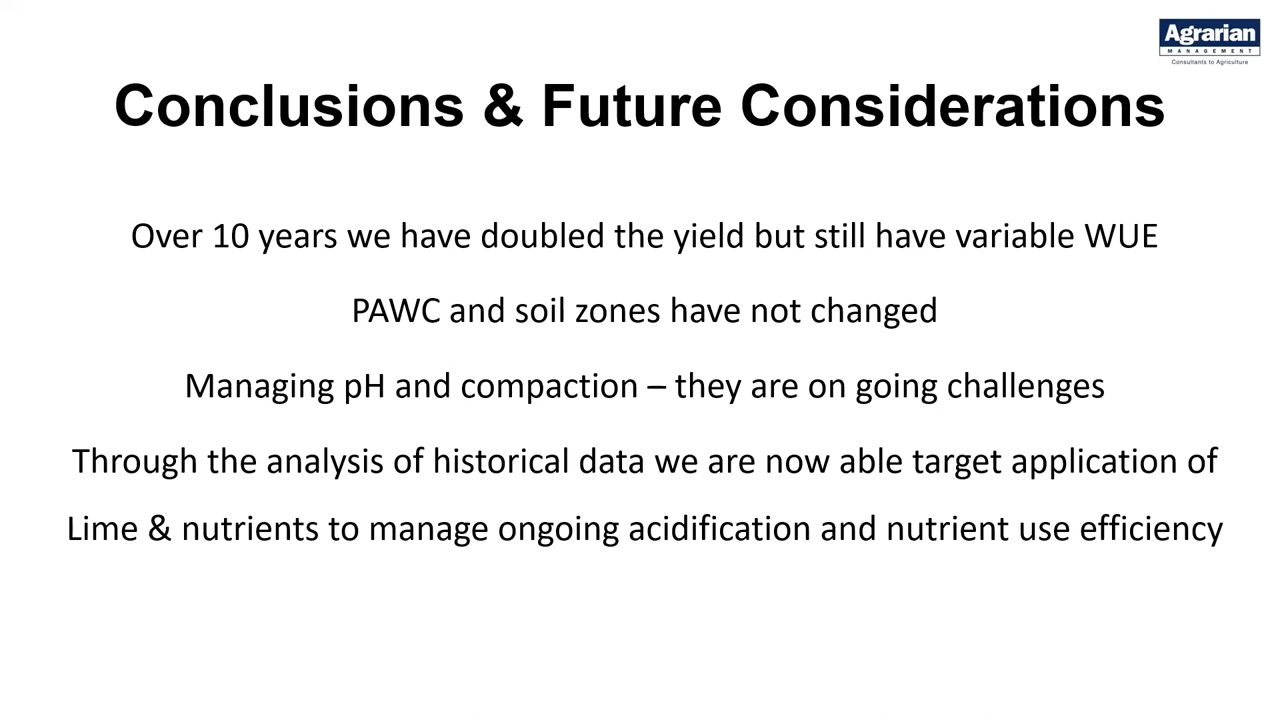 Agrarian
MANAGEMENT
Consultants to Agriculture
Conclusions & Future Considerations
Over 10 years we have doubled the yield but still have variable WUE
PAWC and soil zones have not changed
Managing pH and compaction – they are on going challenges
Through the analysis of historical data we are now able target application of
Lime & nutrients to manage ongoing acidification and nutrient use efficiency